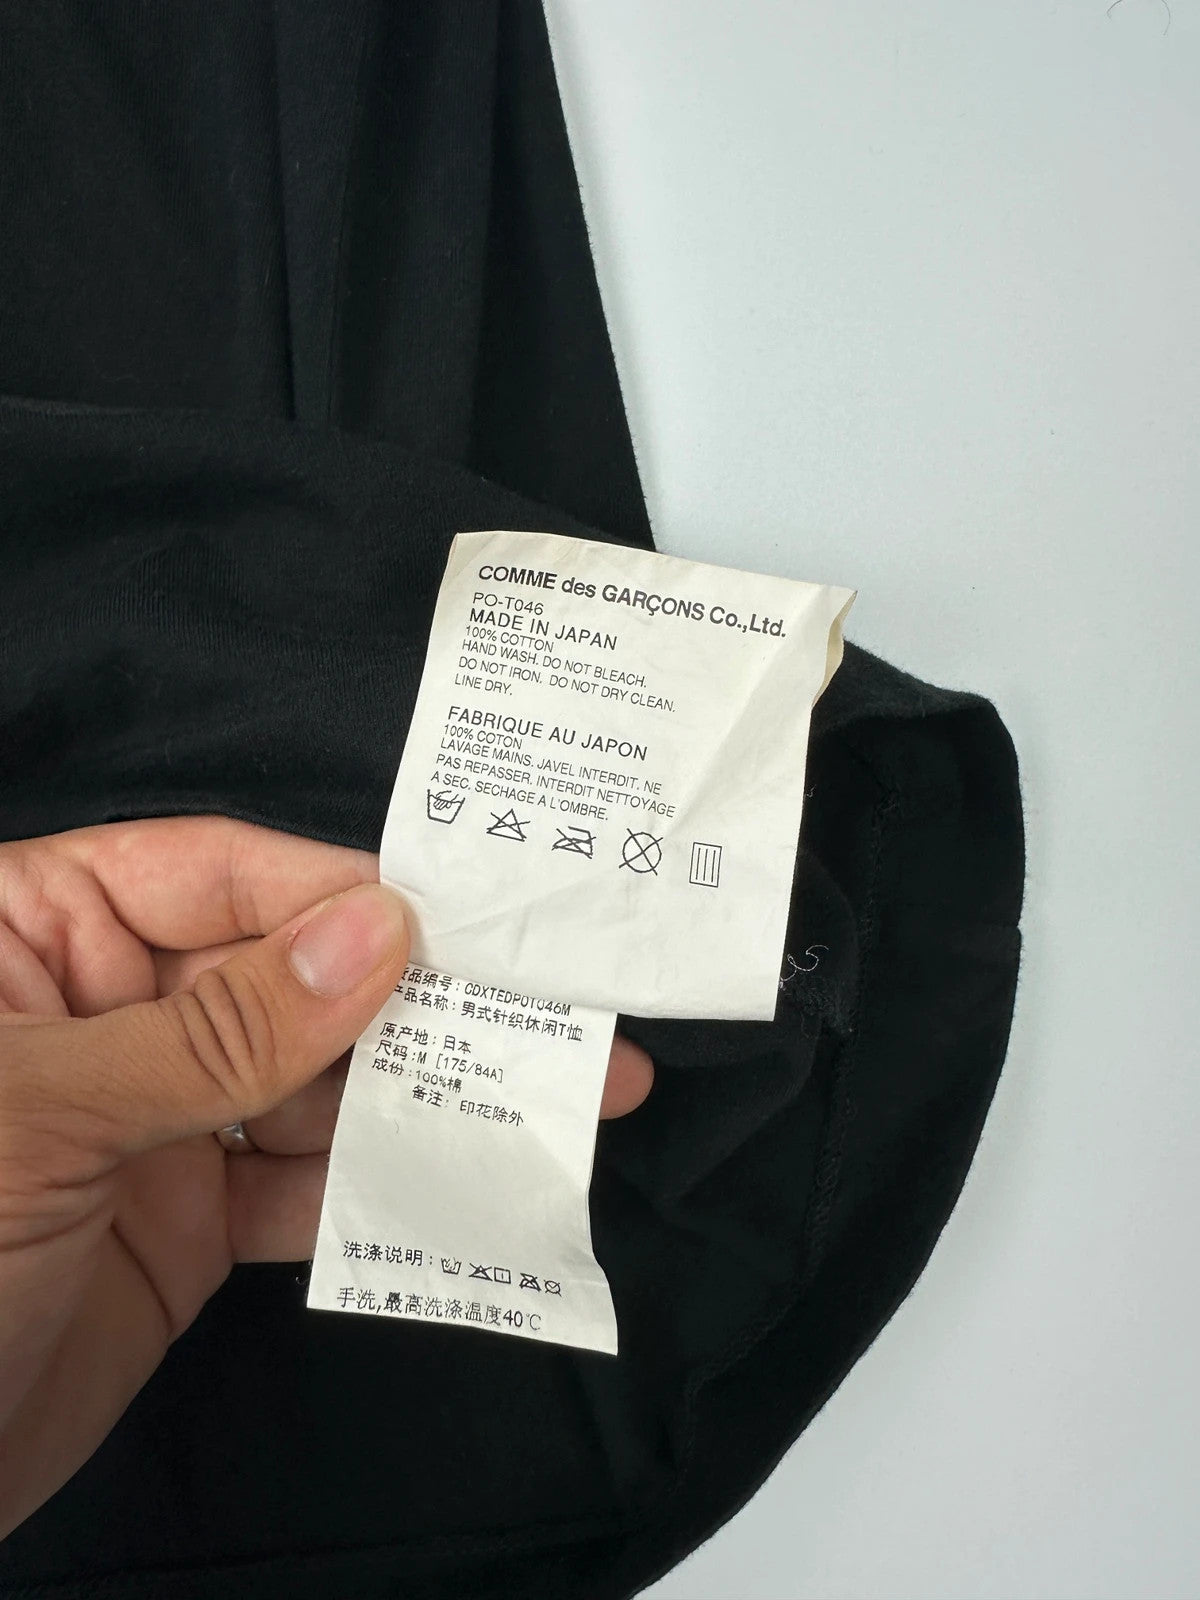 COMME des GARÇONS Co.,Ltd.
PO-T046
MADE IN JAPAN
100% COTTON
HAND WASH. DO NOT BLEACH.
DO NOT IRON. DO NOT DRY CLEAN.
LINE DRY.
FABRIQUE AU JAPON
100% COTON
LAVAGE MAINS. JAVEL INTERDIT. NE
PAS REPASSER. INTERDIT NETTOYAGE
A SEC. SECHAGE A L'OMBRE.
品编号:CDXTEDPOT046M
产品名称:男式针织休闲T恤
原产地:日本
尺码:M [175/84A]
成份:100%棉
备注: 印花除外
洗涤说明:
手洗,最高洗涤温度40℃